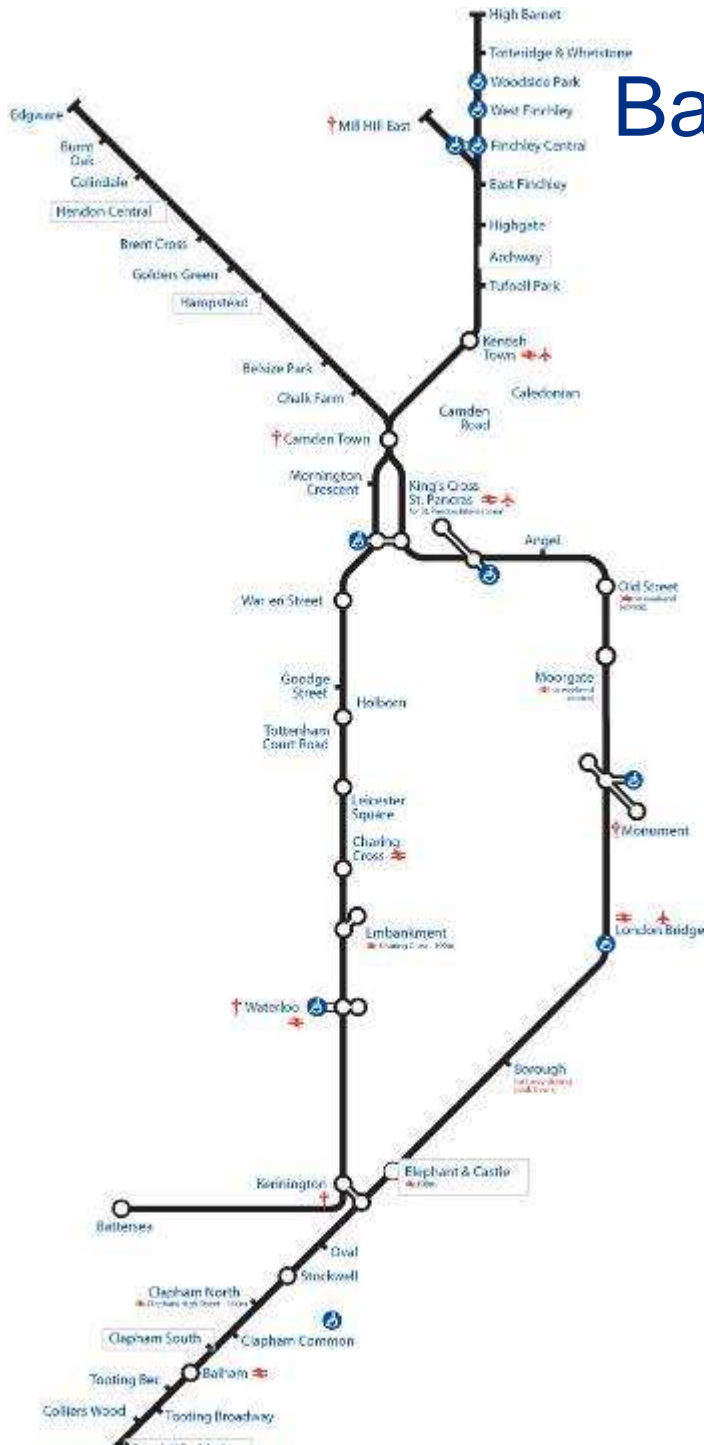 High Barnet
Totteridge & Whetstone
Woodside Park
Ba
West Finchley
Edgware
Mill Hill East
Finchley Central
Burnt
Oak
Colindale
East Finchley
Hendon Central
Highgate
Brent Cross
Archway
Golders Green
Tufnell Park
Hampstead
Kentish
Town
Belsize Park
Caledonian
Chalk Farm
Camden
Road
Camden Town
Mornington
Crescent
King's Cross
St. Pancras
Angel
Warren Street
Old Street
Goodge
Street
Moorgate
Holborn
Tottenham
Court Road
Leicester
Square
Charing
Cross
Monument
Embankment
London Bridge
Waterloo
Borough
Elephant & Castle
Kennington
Battersea
Oval
Stockwell
Clapham North
Clapham South
Clapham Common
Balham
Tooting Bec
Colliers Wood
Tooting Broadway